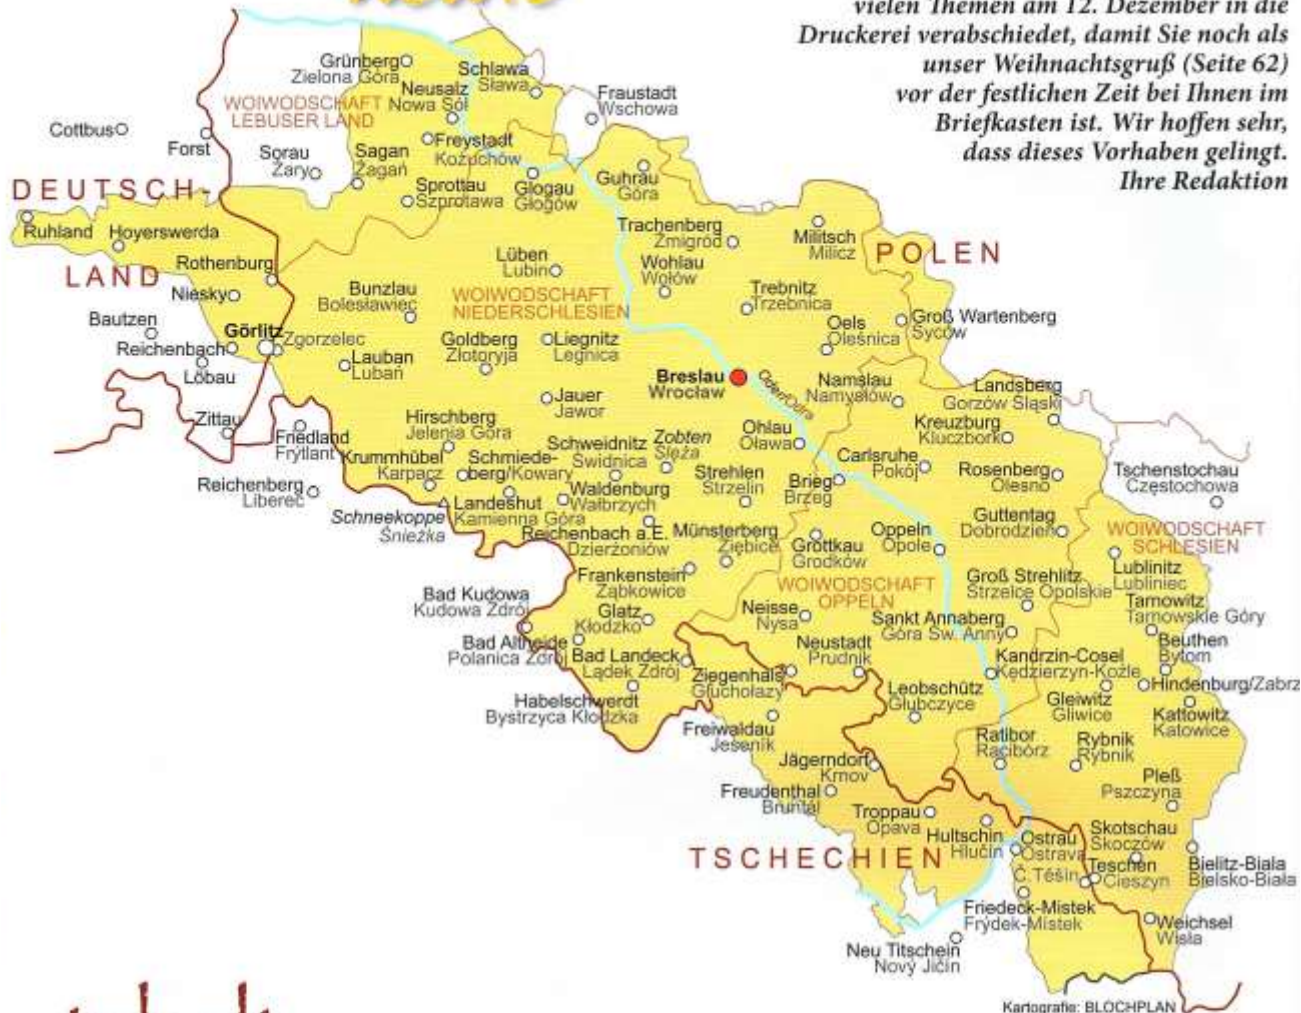 vielen Themen am 12. Dezember in die
Druckerei verabschiedet, damit Sie noch als
unser Weihnachtsgruß (Seite 62)
vor der festlichen Zeit bei Ihnen im
Briefkasten ist. Wir hoffen sehr,
dass dieses Vorhaben gelingt.
Ihre Redaktion
Grünberg
Zielona Góra
Schlawa
Sława
Neusalz
Nowa Sól
Fraustadt
Wschowa
WOIWODSCHAFT
LEBUSER LAND
Cottbus
Forst
Sorau
Żary
Sagan
Żagań
Freystadt
Kożuchów
Sprottau
Szprotawa
Glogau
Głogów
Guhrau
Góra
DEUTSCH-
LAND
Ruhland
Hoyerswerda
Rothenburg
Niesky
Bautzen
Reichenbach
Löbau
Görlitz
Zgorzelec
Zittau
Trachenberg
Żmigród
Militsch
Milicz
POLEN
Lüben
Lubin
Wohlau
Wołów
Bunzlau
Bolesławiec
WOIWODSCHAFT
NIEDERSCHLESIEN
Trebnitz
Trzebnica
Oels
Oleśnica
Groß Wartenberg
Syców
Goldberg
Złotoryja
Liegnitz
Legnica
Lauban
Lubań
Breslau
Wrocław
Oder/Odra
Namslau
Namysłów
Landsberg
Gorzów Śląski
Jauer
Jawor
Kreuzburg
Kluczbork
Hirschberg
Jelenia Góra
Friedland
Frýtlant
Krummhübel
Karpacz
Schmiede-
berg/Kowary
Schweidnitz
Świdnica
Zobten
Ślęża
Ohlau
Oława
Carlsruhe
Pokój
Rosenberg
Olesno
Tschenstochau
Częstochowa
Strehlen
Strzelin
Brieg
Brzeg
Reichenberg
Liberec
Schneekoppe
Śnieżka
Landeshut
Kamienna Góra
Waldenburg
Wałbrzych
Reichenbach a.E.
Dzierżoniów
Münsterberg
Ziębice
Grottkau
Grodków
Oppeln
Opole
Guttentag
Dobrodzień
WOIWODSCHAFT
SCHLESIEN
Lublinitz
Lubliniec
Frankenstein
Ząbkowice
WOIWODSCHAFT
OPPELN
Groß Strehlitz
Strzelce Opolskie
Tarnowitz
Tarnowskie Góry
Bad Kudowa
Kudowa Zdrój
Glatz
Kłodzko
Neisse
Nysa
Sankt Annaberg
Góra Św. Anny
Beuthen
Bytom
Bad Altheide
Polanica Zdrój
Bad Landeck
Lądek Zdrój
Neustadt
Prudnik
Kandrzin-Cosel
Kędzierzyn-Koźle
Hindenburg/Zabrz
Ziegenhals
Głuchołazy
Leobschütz
Głubczyce
Gleiwitz
Gliwice
Kattowitz
Katowice
Habelschwerdt
Bystrzyca Kłodzka
Freiwaldau
Jeseník
Ratibor
Racibórz
Rybnik
Rybnik
Jägerndorf
Krnov
Pleß
Pszczyna
Freudenthal
Bruntál
Troppau
Opava
Hultschin
Hlučín
Ostrau
Ostrava
Skotschau
Skoczów
TSCHECHIEN
Č. Těšín
Teschen
Cieszyn
Bielitz-Biala
Bielsko-Biała
Friedeck-Mistek
Frýdek-Místek
Weichsel
Wisła
Neu Titschein
Nový Jičín
Kartografie: BLOCHPLAN